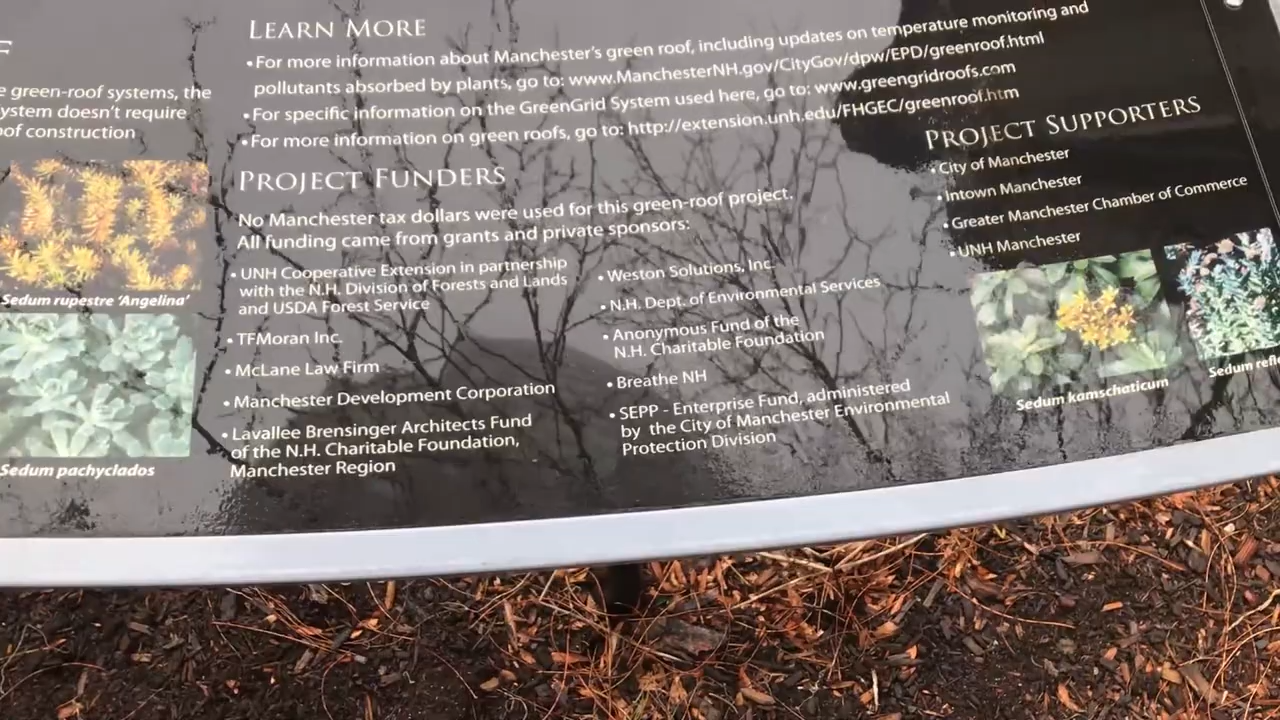 LEARN MORE
• For more information about Manchester's green roof, including updates on temperature monitoring and
pollutants absorbed by plants, go to: www.ManchesterNH.gov/CityGov/dpw/EPD/greenroof.html
• For specific information on the GreenGrid System used here, go to: www.greengridroofs.com
• For more information on green roofs, go to: http://extension.unh.edu/FHGEC/greenroof.htm
green-roof systems, the
doesn't require
construction
Sedum rupestre 'Angelina'
Sedum pachyclados
PROJECT FUNDERS
No Manchester tax dollars were used for this green-roof project.
All funding came from grants and private sponsors:
• UNH Cooperative Extension in partnership
with the N.H. Division of Forests and Lands
and USDA Forest Service
• TFMoran Inc.
• McLane Law Firm
• Manchester Development Corporation
• Lavallee Brensinger Architects Fund
of the N.H. Charitable Foundation,
Manchester Region
• Weston Solutions, Inc.
• N.H. Dept. of Environmental Services
• Anonymous Fund of the
N.H. Charitable Foundation
• Breathe NH
• SEPP - Enterprise Fund, administered
by the City of Manchester Environmental
Protection Division
PROJECT SUPPORTERS
• City of Manchester
• Intown Manchester
• Greater Manchester Chamber of Commerce
• UNH Manchester
Sedum kamschaticum
Sedum